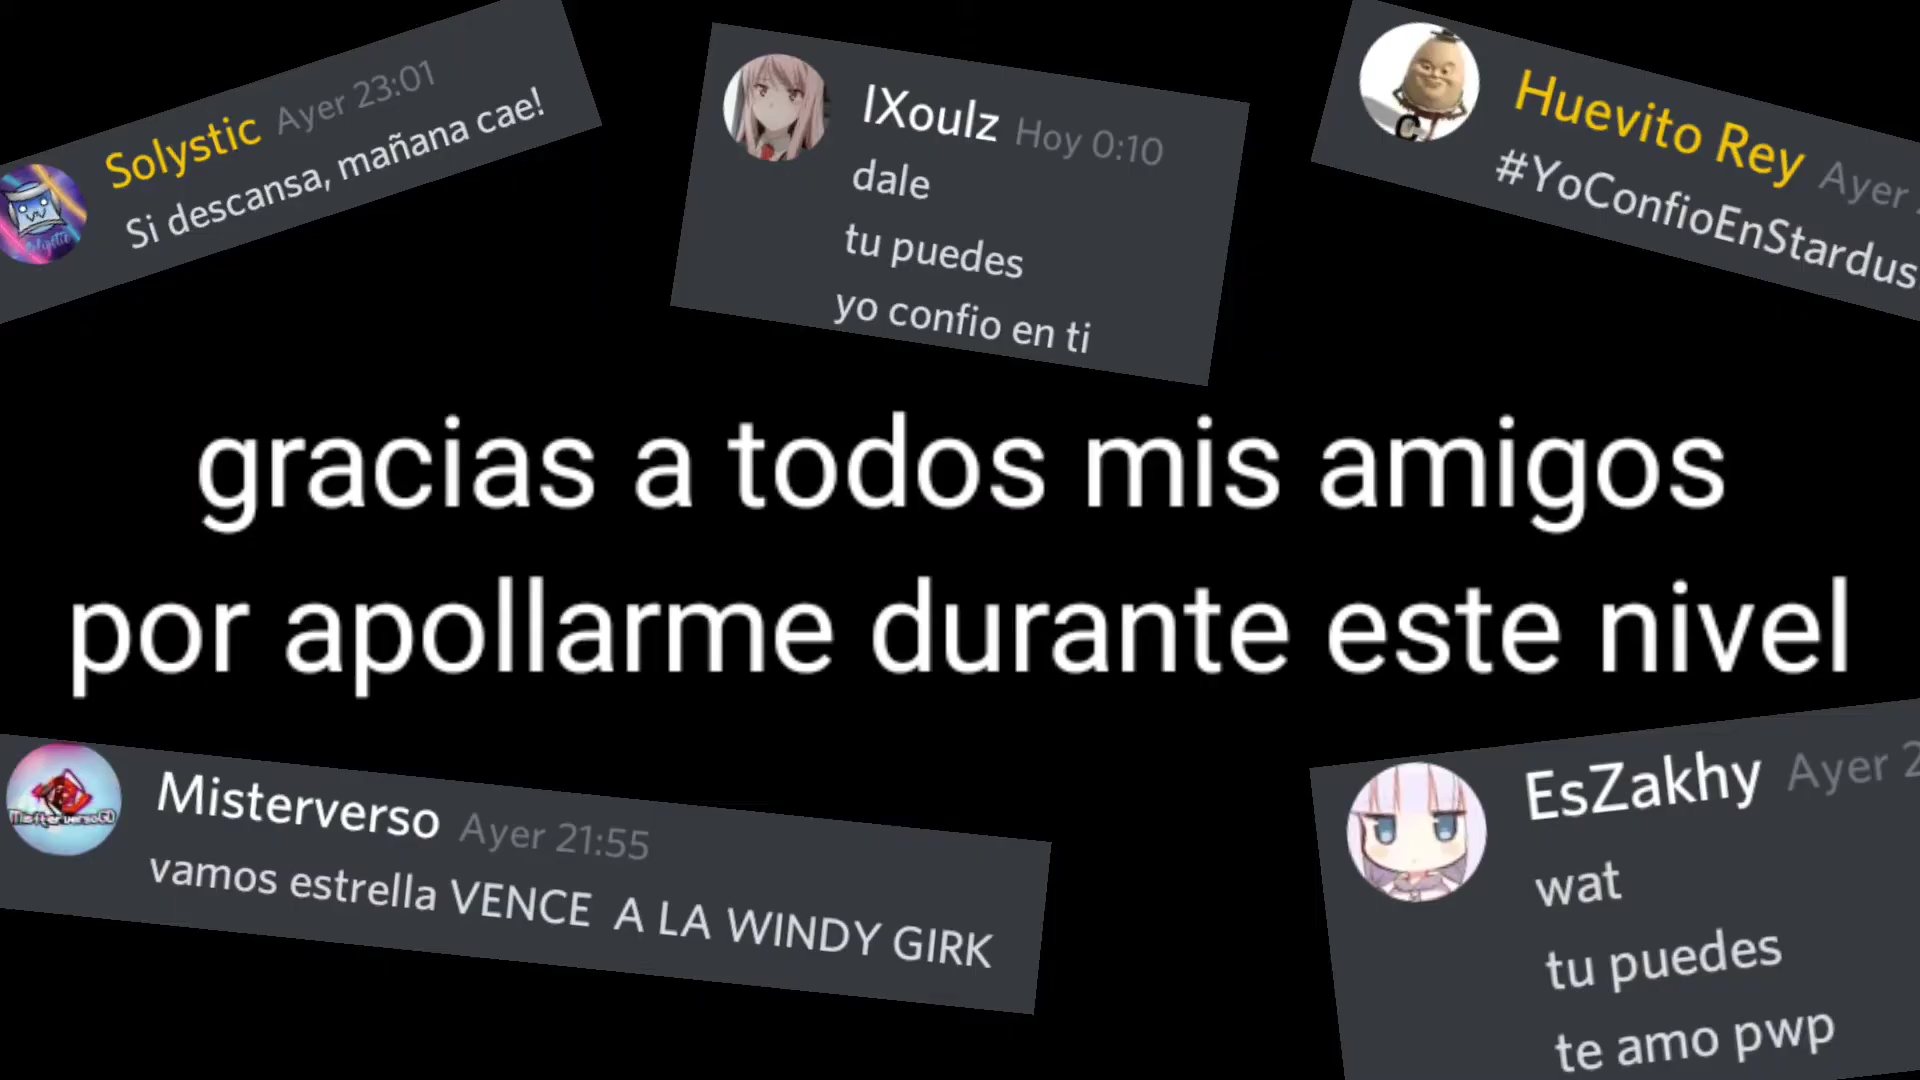 Solystic Ayer 23:01
Si descansa, mañana cae!
lXoulz Hoy 0:10
dale
tu puedes
yo confio en ti
Huevito Rey Ayer
#YoConfioEnStardus
gracias a todos mis amigos
por apollarme durante este nivel
Misterverso Ayer 21:55
vamos estrella VENCE A LA WINDY GIRK
EsZakhy Ayer 2
wat
tu puedes
te amo pwp